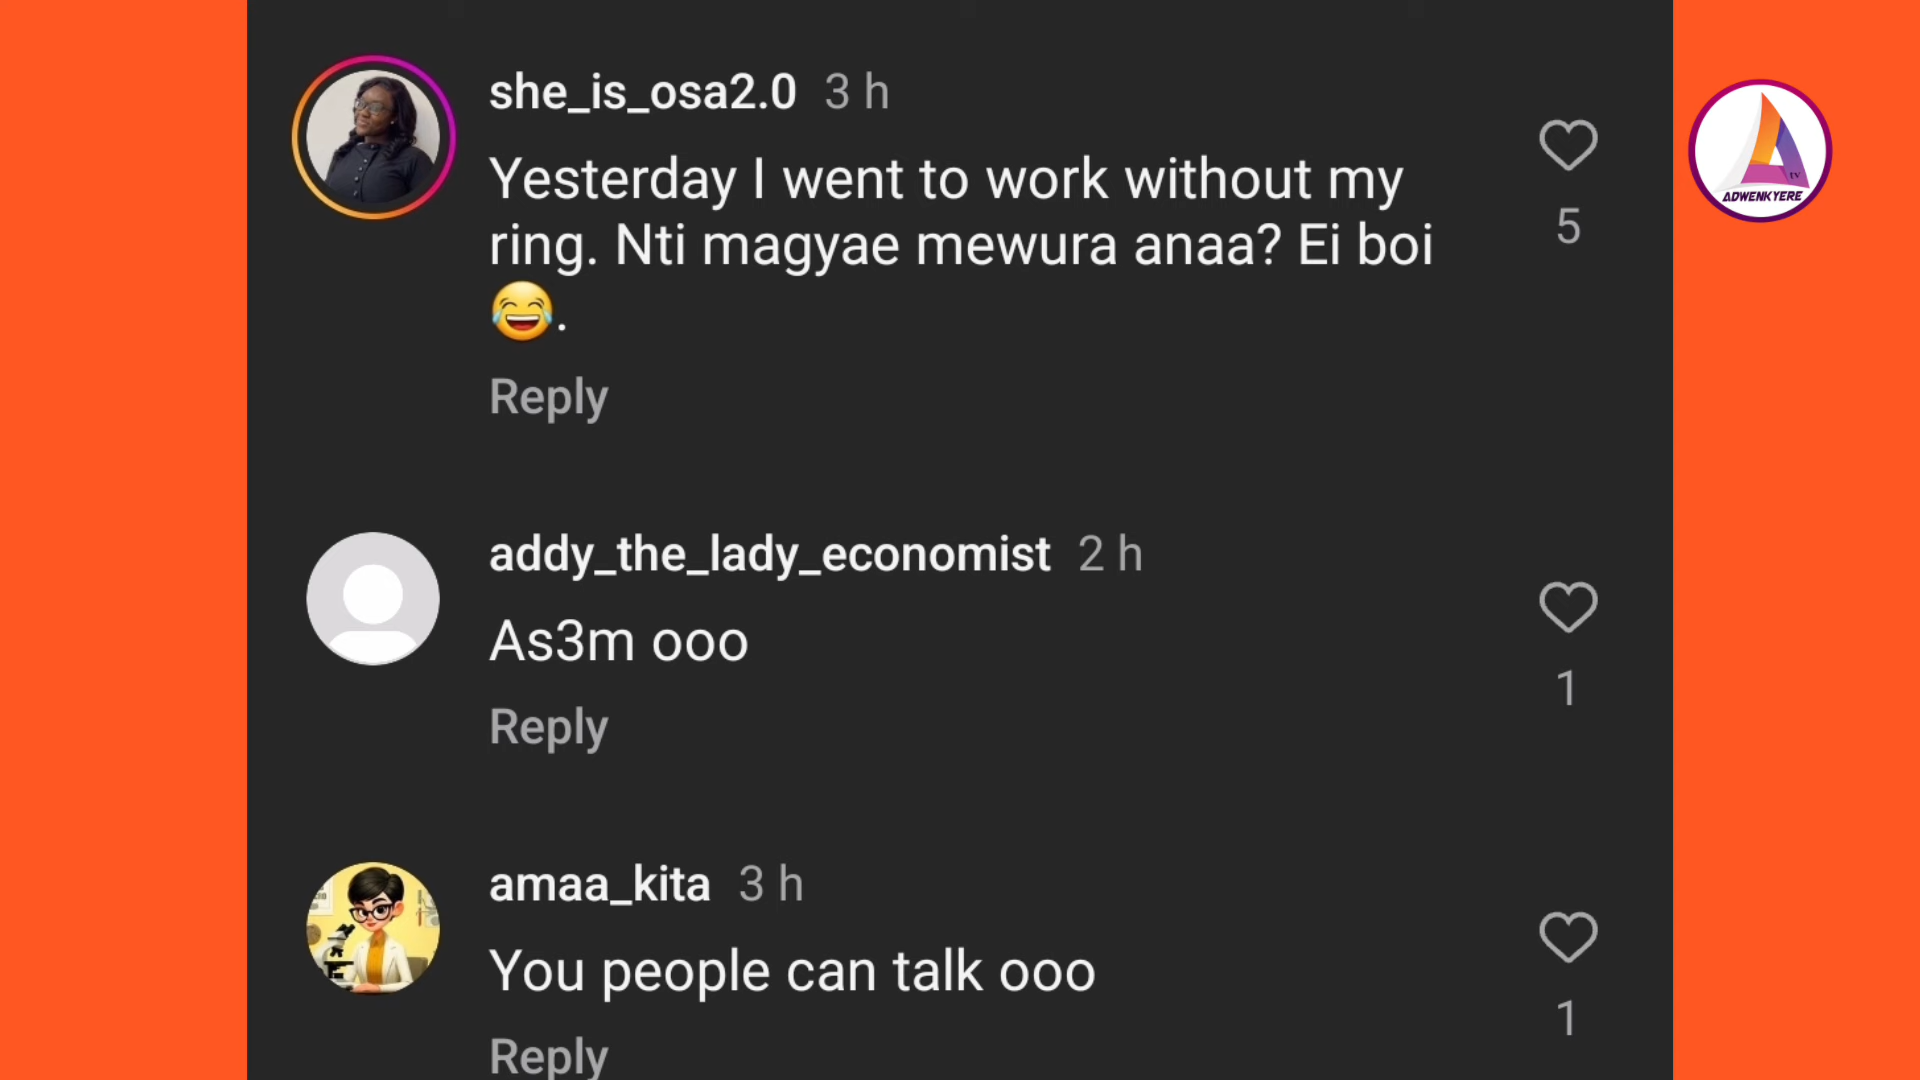 she_is_osa2.0 3 h
Yesterday I went to work without my
ring. Nti magyae mewura anaa? Ei boi
😂.
5
Reply
addy_the_lady_economist 2 h
As3m ooo
1
Reply
amaa_kita 3 h
You people can talk ooo
1
Reply
tv
ADWENKYERE